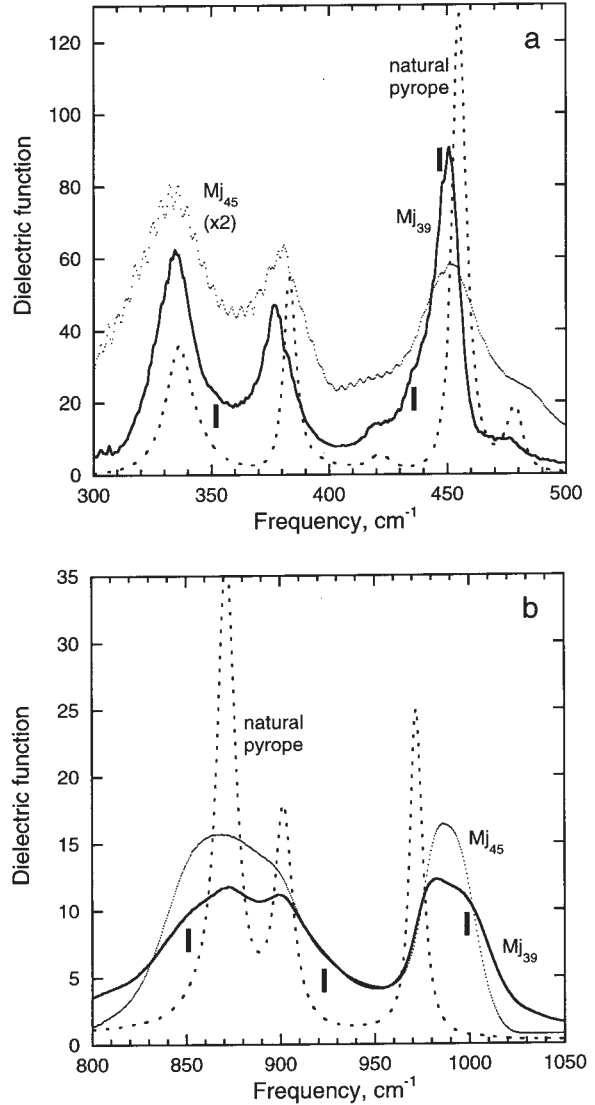 a
120
100
80
60
40
20
0
Dielectric function
natural
pyrope
Mj45
(x2)
Mj39
300
350
400
450
500
Frequency, cm-1
b
35
30
25
20
15
10
5
0
Dielectric function
natural
pyrope
Mj45
Mj39
800
850
900
950
1000
1050
Frequency, cm-1